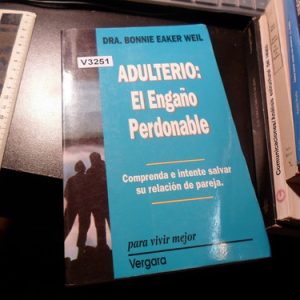 DRA. BONNIE EAKER WEIL
V3251
ADULTERIO:
El Engaño
Perdonable
Comprenda e intente salvar
su relación de pareja.
para vivir mejor
Vergara